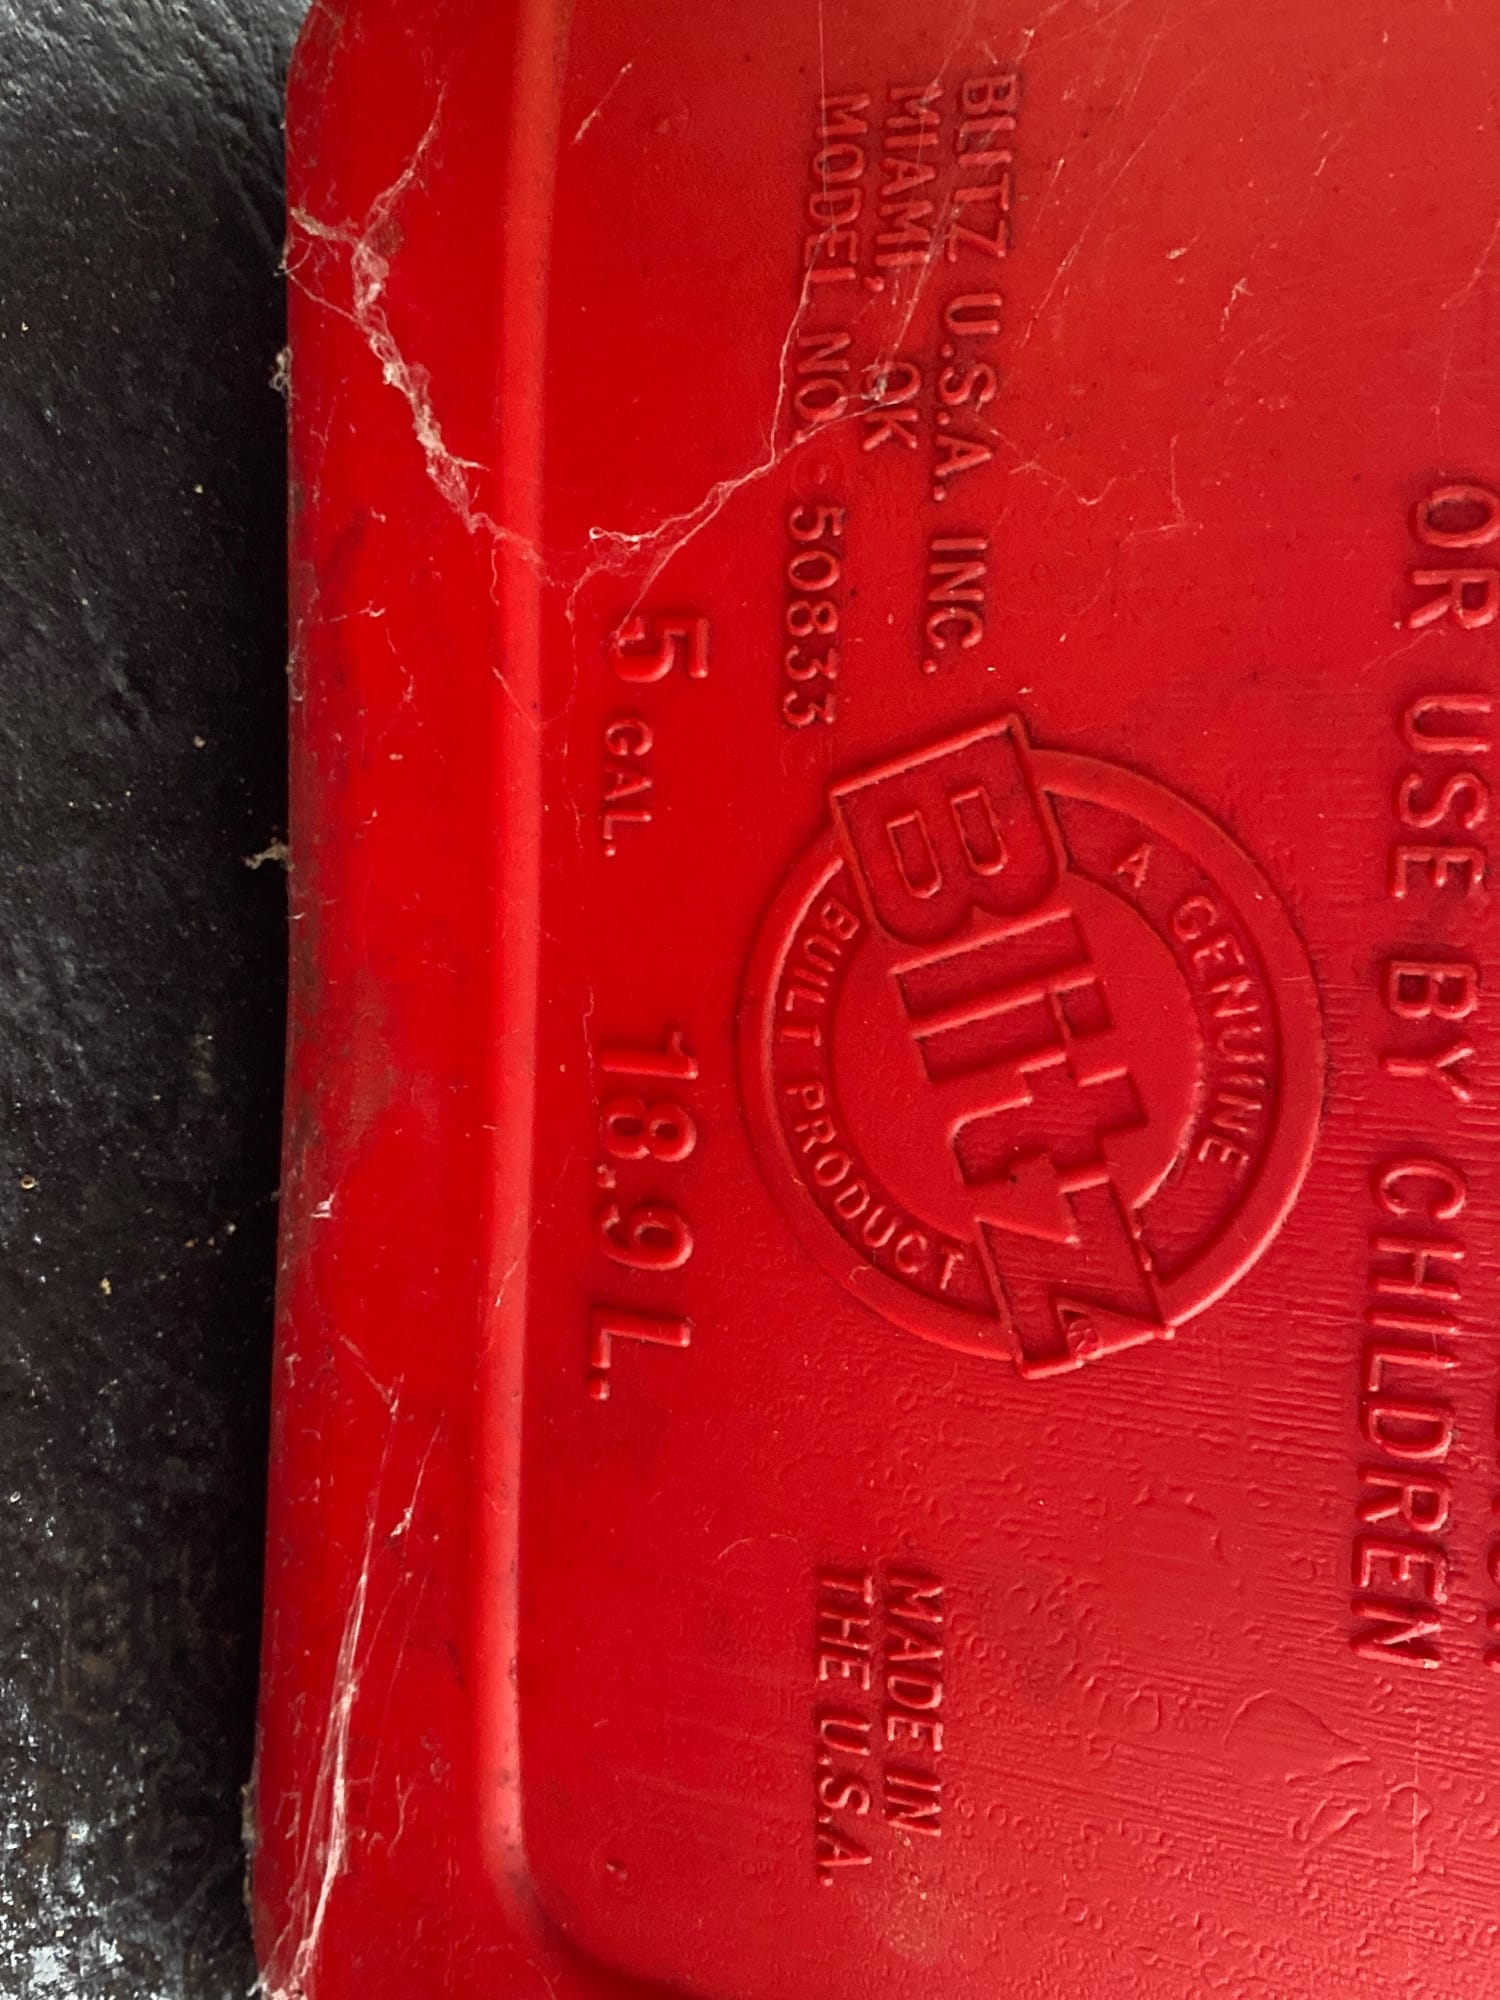 OR USE BY CHILDREN
BLITZ U.S.A. INC.
MIAMI, OK
MODEL NO. 50833
A GENUINE
Blitz®
BUILT PRODUCT
MADE IN
THE U.S.A.
5 GAL. 18.9 L.